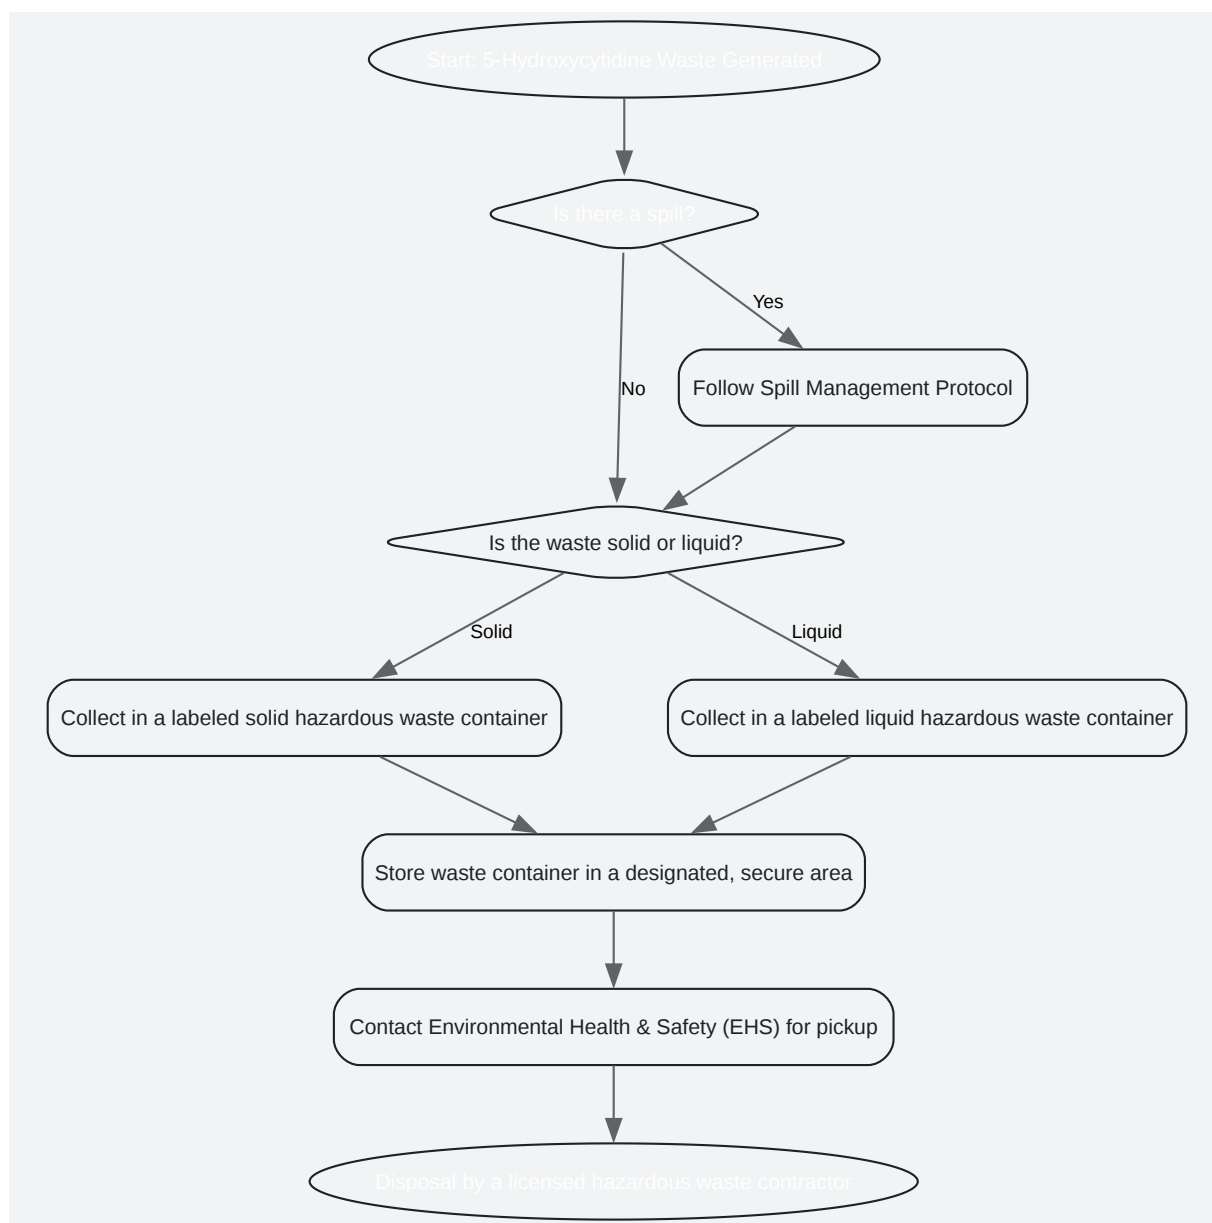 Start: 5-Hydroxycytidine Waste Generated
Is there a spill?
Yes
No
Follow Spill Management Protocol
Is the waste solid or liquid?
Solid
Liquid
Collect in a labeled solid hazardous waste container
Collect in a labeled liquid hazardous waste container
Store waste container in a designated, secure area
Contact Environmental Health & Safety (EHS) for pickup
Disposal by a licensed hazardous waste contractor